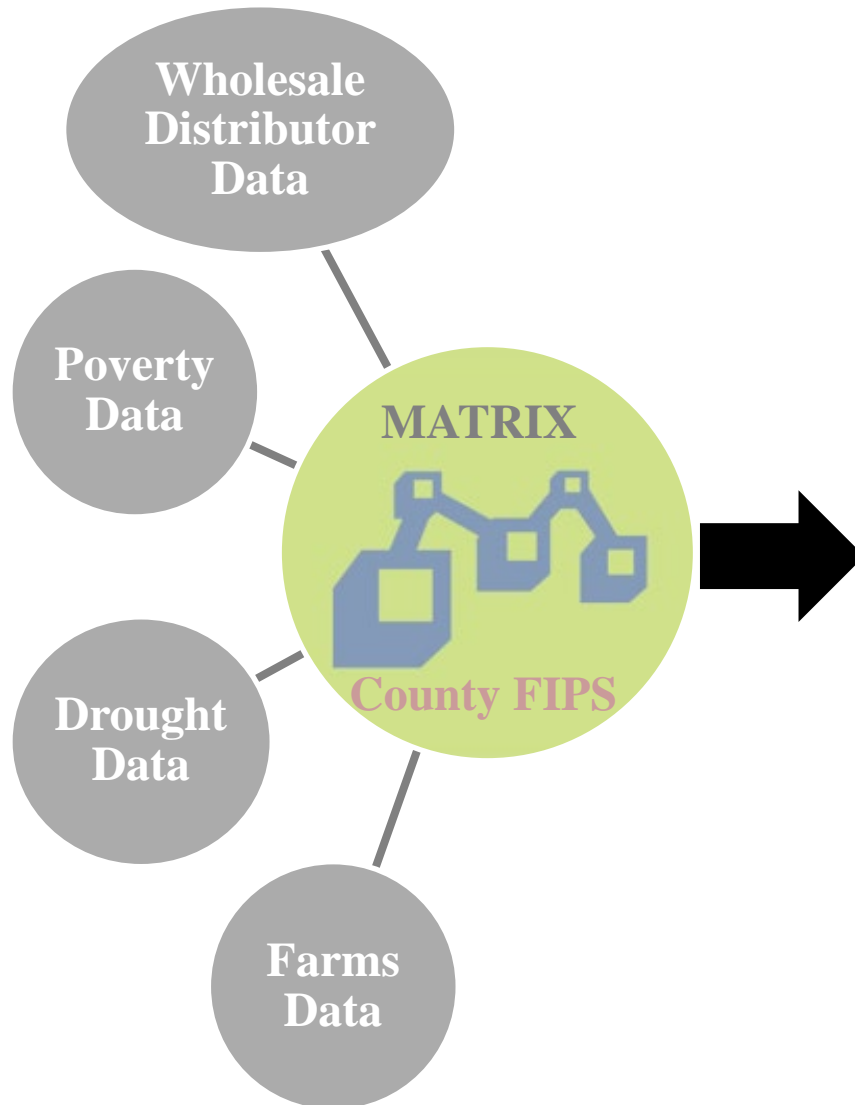 Wholesale
Distributor
Data
Poverty
Data
MATRIX
County FIPS
Drought
Data
Farms
Data